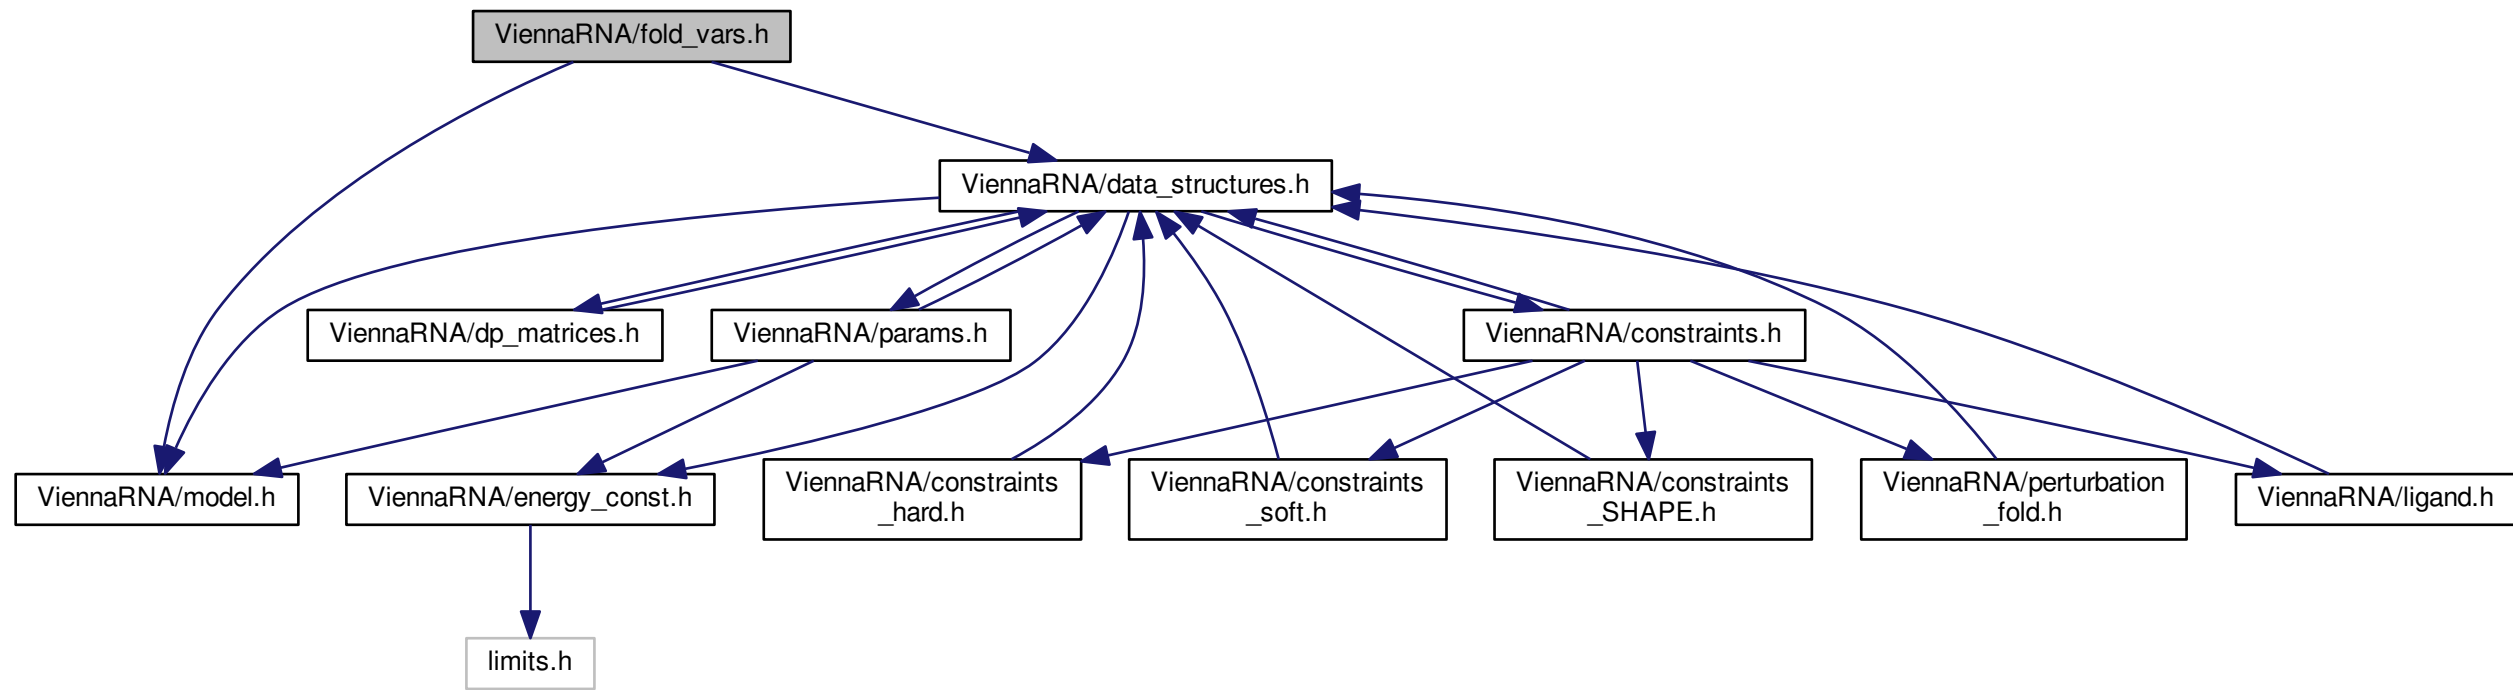 ViennaRNA/fold_vars.h
ViennaRNA/data_structures.h
ViennaRNA/dp_matrices.h
ViennaRNA/params.h
ViennaRNA/constraints.h
ViennaRNA/model.h
ViennaRNA/energy_const.h
ViennaRNA/constraints
_hard.h
ViennaRNA/constraints
_soft.h
ViennaRNA/constraints
_SHAPE.h
ViennaRNA/perturbation
_fold.h
ViennaRNA/ligand.h
limits.h